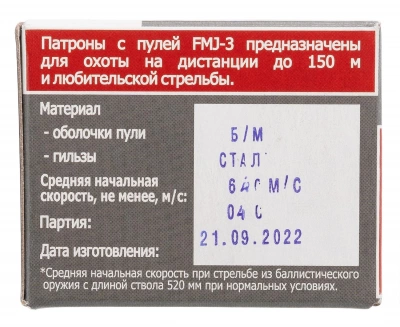 Патроны с пулей FMJ-3 предназначены
для охоты на дистанции до 150 м
и любительской стрельбы.
Материал
- оболочки пули Б/М
- гильзы СТАЛ
Средняя начальная
скорость, не менее, м/с: М/С
Партия:
Дата изготовления: 21.09.2022
*Средняя начальная скорость при стрельбе из баллистического
оружия с длиной ствола 520 мм при нормальных условиях.